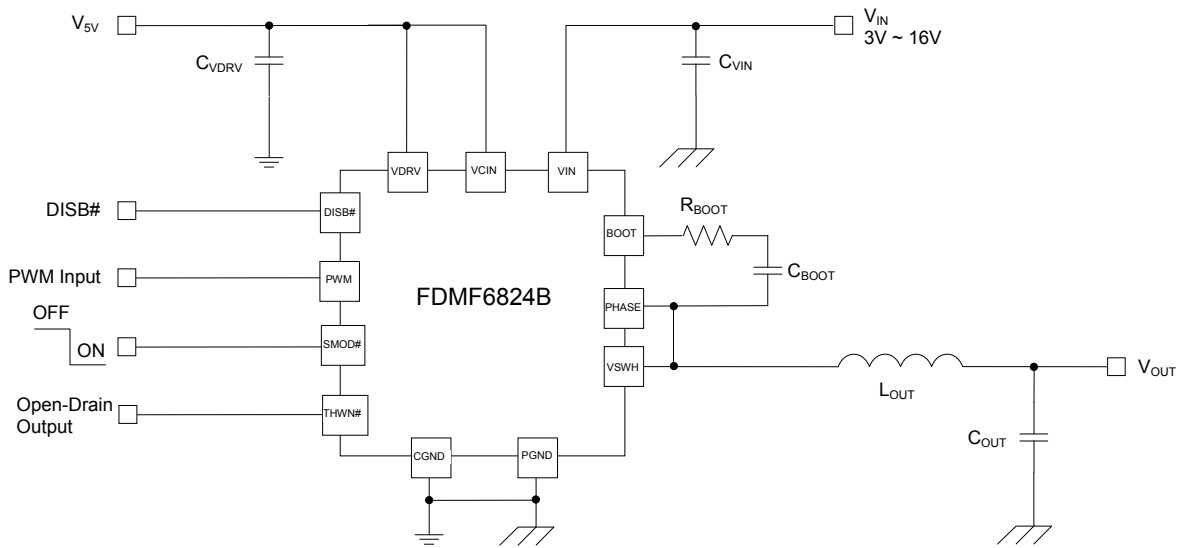 V5V
VIN
3V ~ 16V
CVDRV
CVIN
VDRV
VCIN
VIN
DISB#
DISB#
BOOT
RBOOT
CBOOT
PWM Input
PWM
FDMF6824B
PHASE
OFF
ON
SMOD#
VSWH
LOUT
VOUT
Open-Drain
Output
THWN#
CGND
PGND
COUT